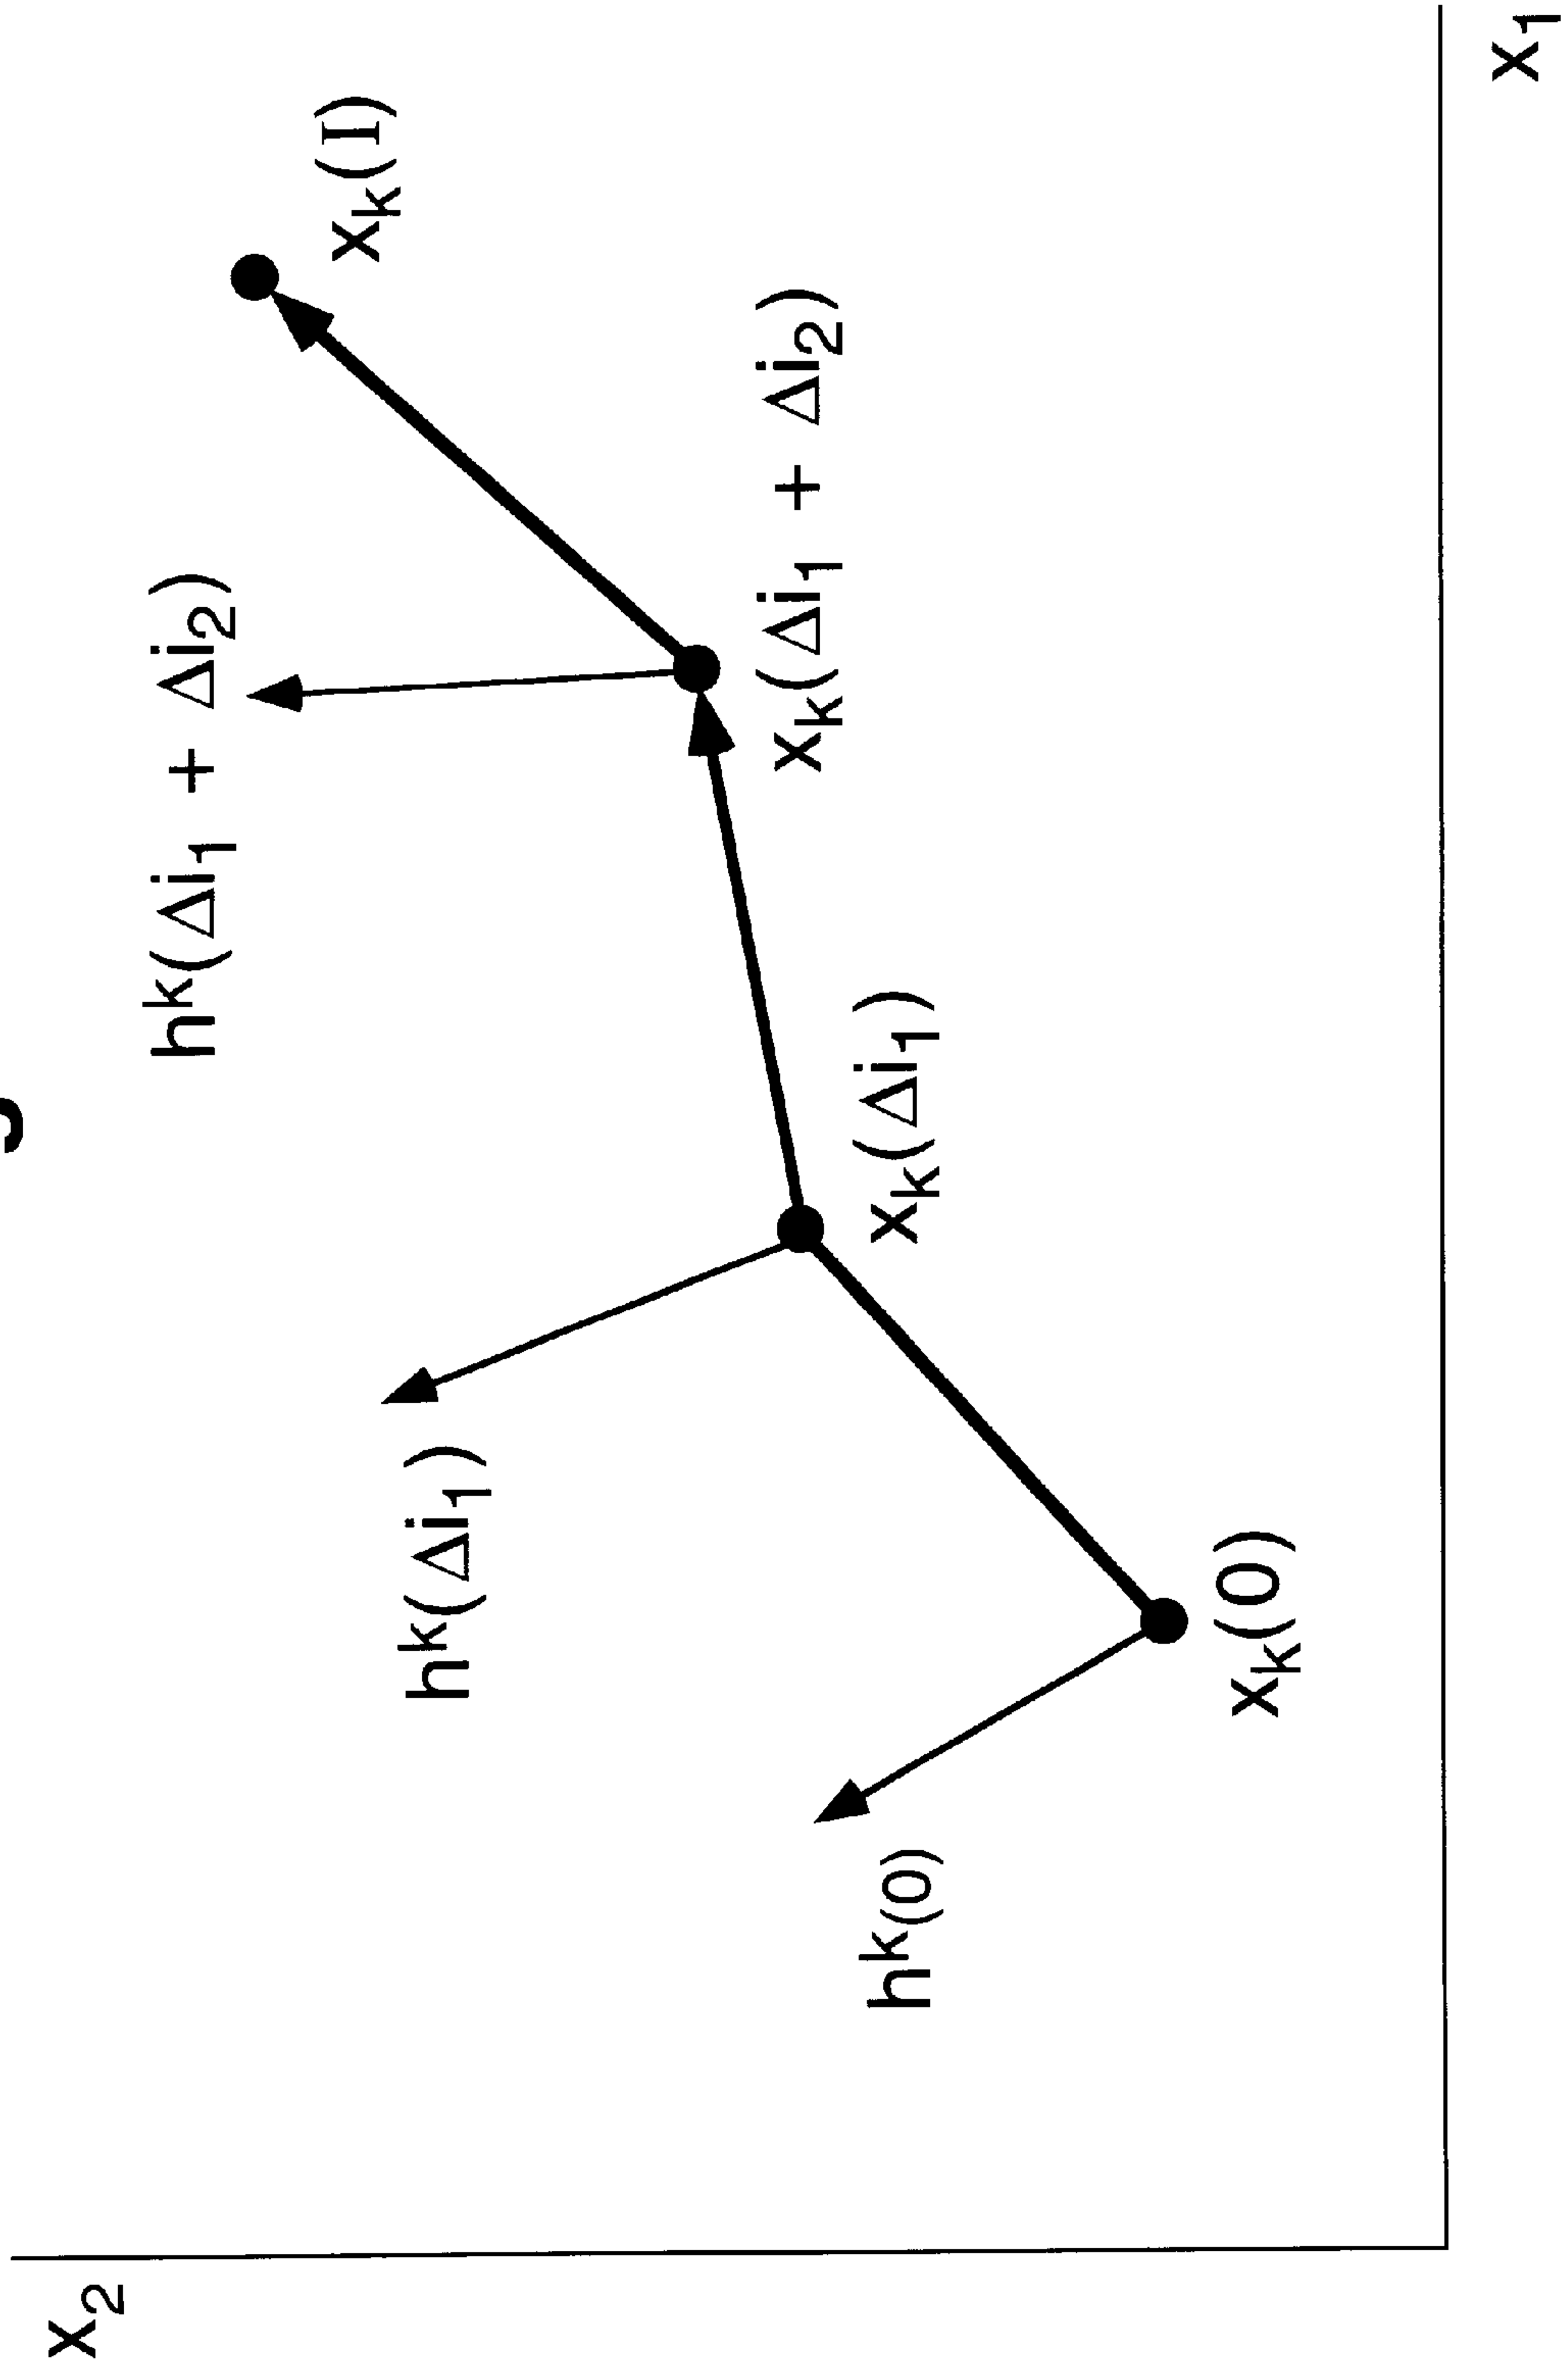 x₂
hᵏ(Δi₁ + Δi₂)
xₖ(I)
hᵏ(Δi₁)
xₖ(Δi₁ + Δi₂)
xₖ(Δi₁)
hᵏ(0)
xₖ(0)
x₁